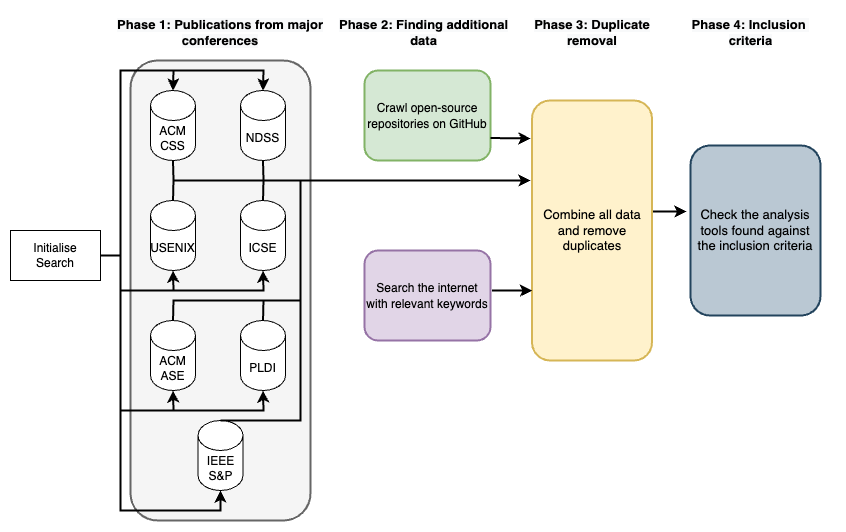 Phase 1: Publications from major
conferences
Phase 2: Finding additional
data
Phase 3: Duplicate
removal
Phase 4: Inclusion
criteria
Initialise
Search
ACM
CSS
NDSS
USENIX
ICSE
ACM
ASE
PLDI
IEEE
S&P
Crawl open-source
repositories on GitHub
Search the internet
with relevant keywords
Combine all data
and remove
duplicates
Check the analysis
tools found against
the inclusion criteria